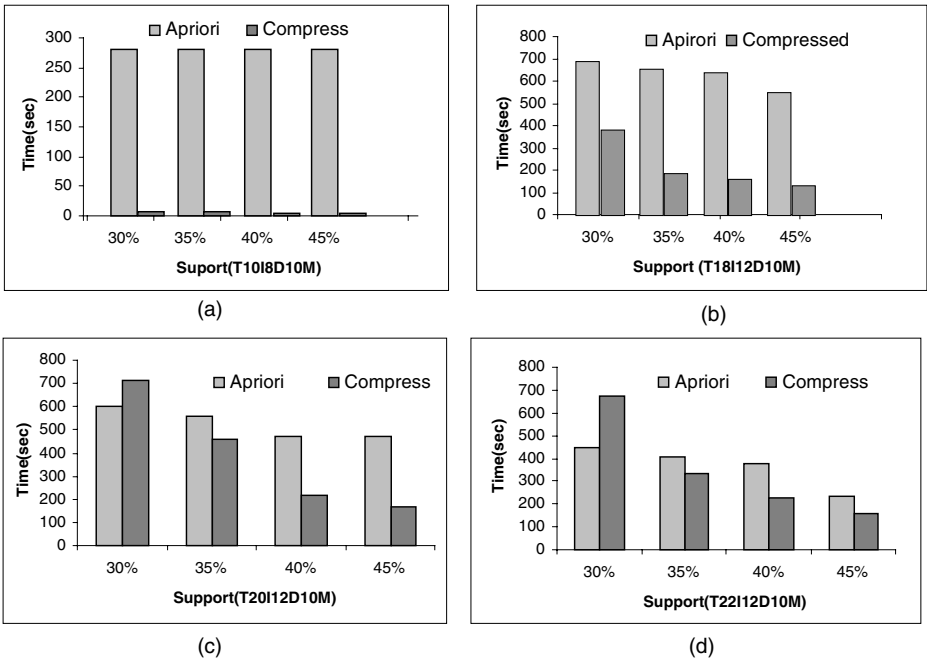 Apriori Compress
300
250
200
150
100
50
0
Time(sec)
30% 35% 40% 45%
Suport(T10I8D10M)
(a)
Apirori Compressed
800
700
600
500
400
300
200
100
0
Time(sec)
30% 35% 40% 45%
Support (T18I12D10M)
(b)
Apriori Compress
800
700
600
500
400
300
200
100
0
Time(sec)
30% 35% 40% 45%
Support(T20I12D10M)
(c)
Apriori Compress
800
700
600
500
400
300
200
100
0
Time(sec)
30% 35% 40% 45%
Support(T22I12D10M)
(d)